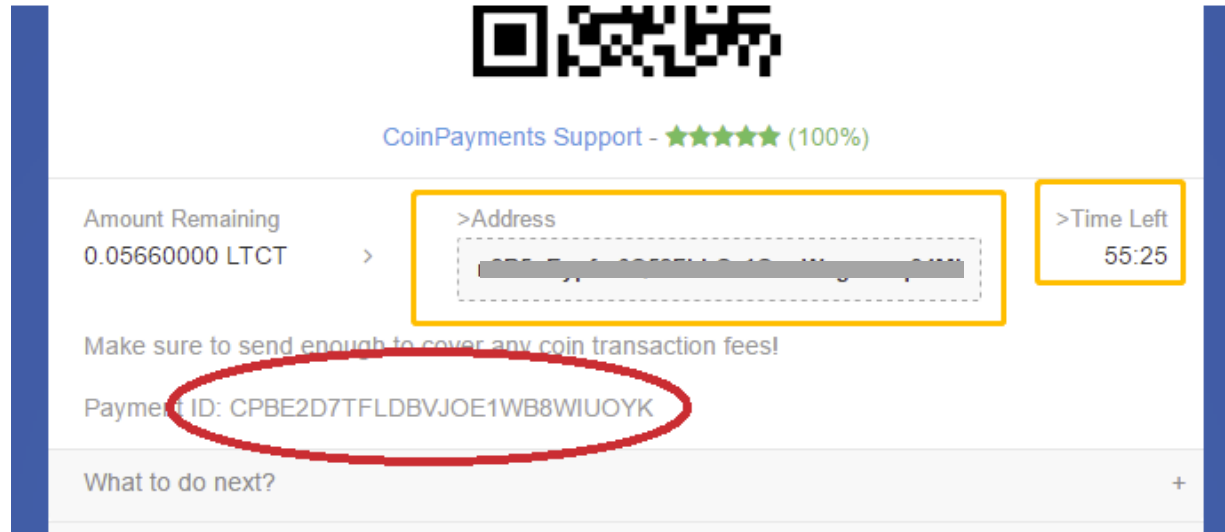 CoinPayments Support - ★★★★★ (100%)
Amount Remaining
0.05660000 LTCT >
>Address
>Time Left
55:25
Make sure to send enough to cover any coin transaction fees!
Payment ID: CPBE2D7TFLDBVJOE1WB8WIUOYK
What to do next? +